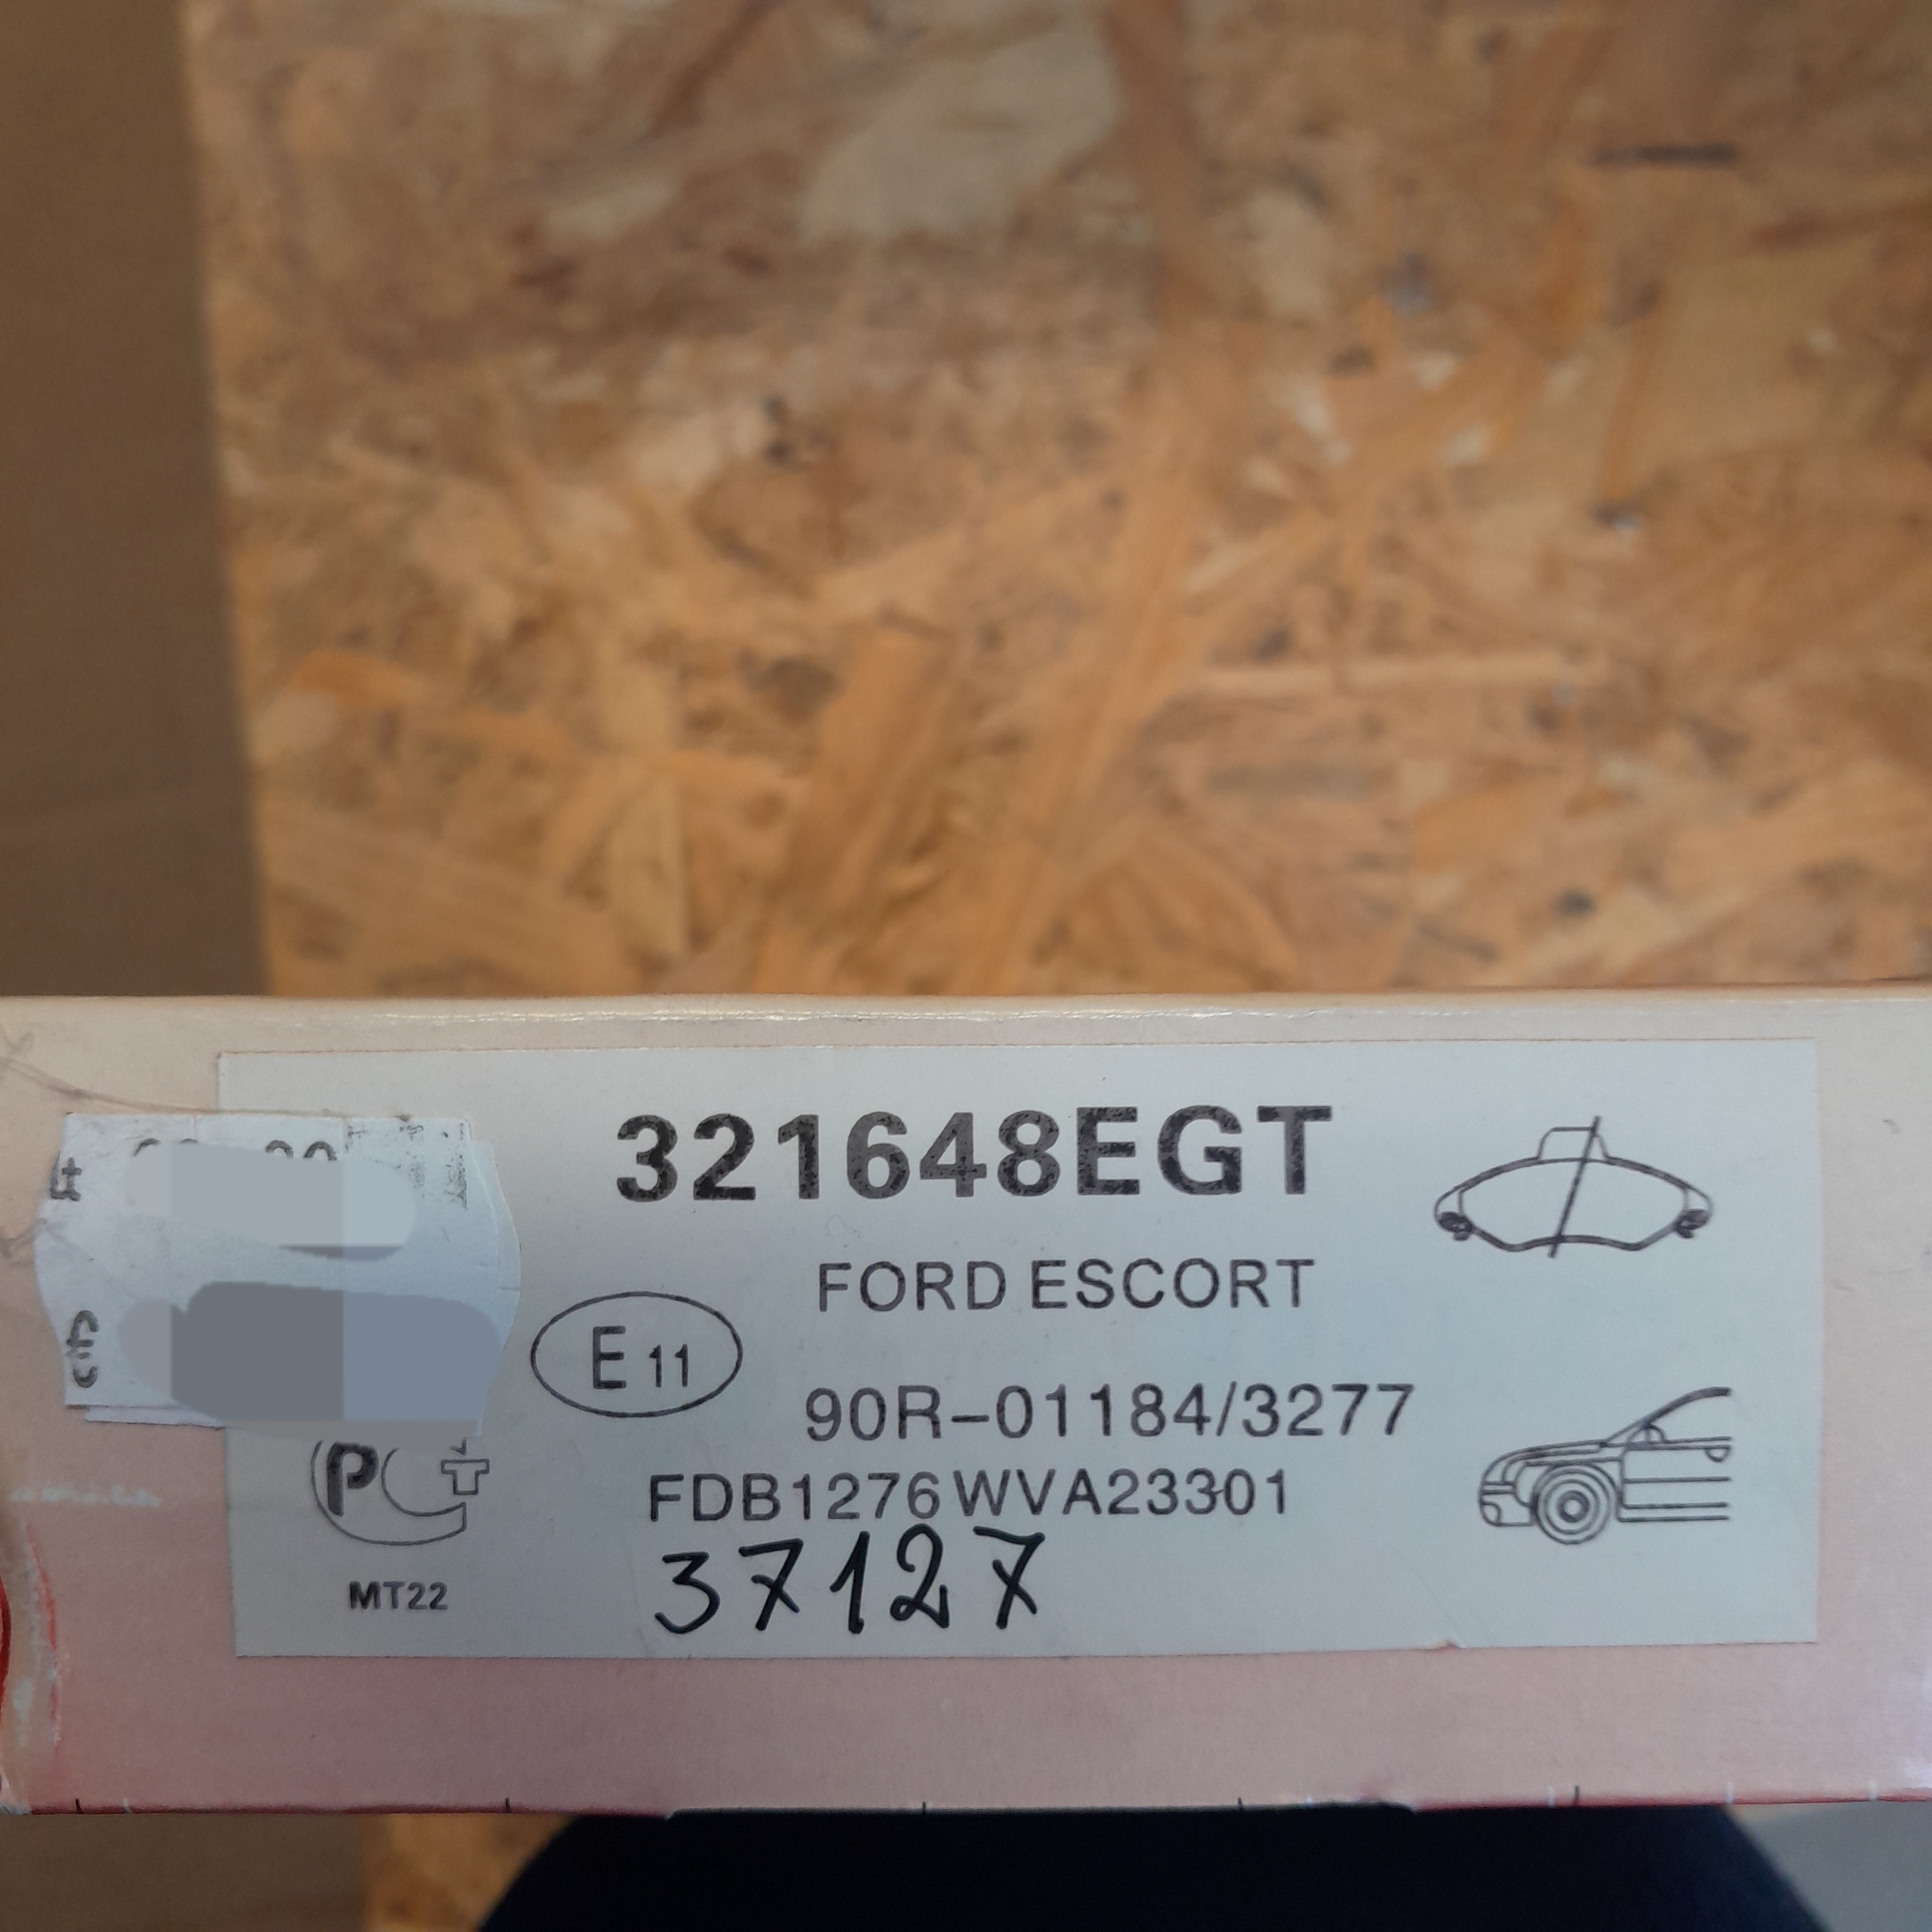 321648EGT
FORD ESCORT
E 11
90R-01184/3277
FDB1276 WVA23301
37127
MT22